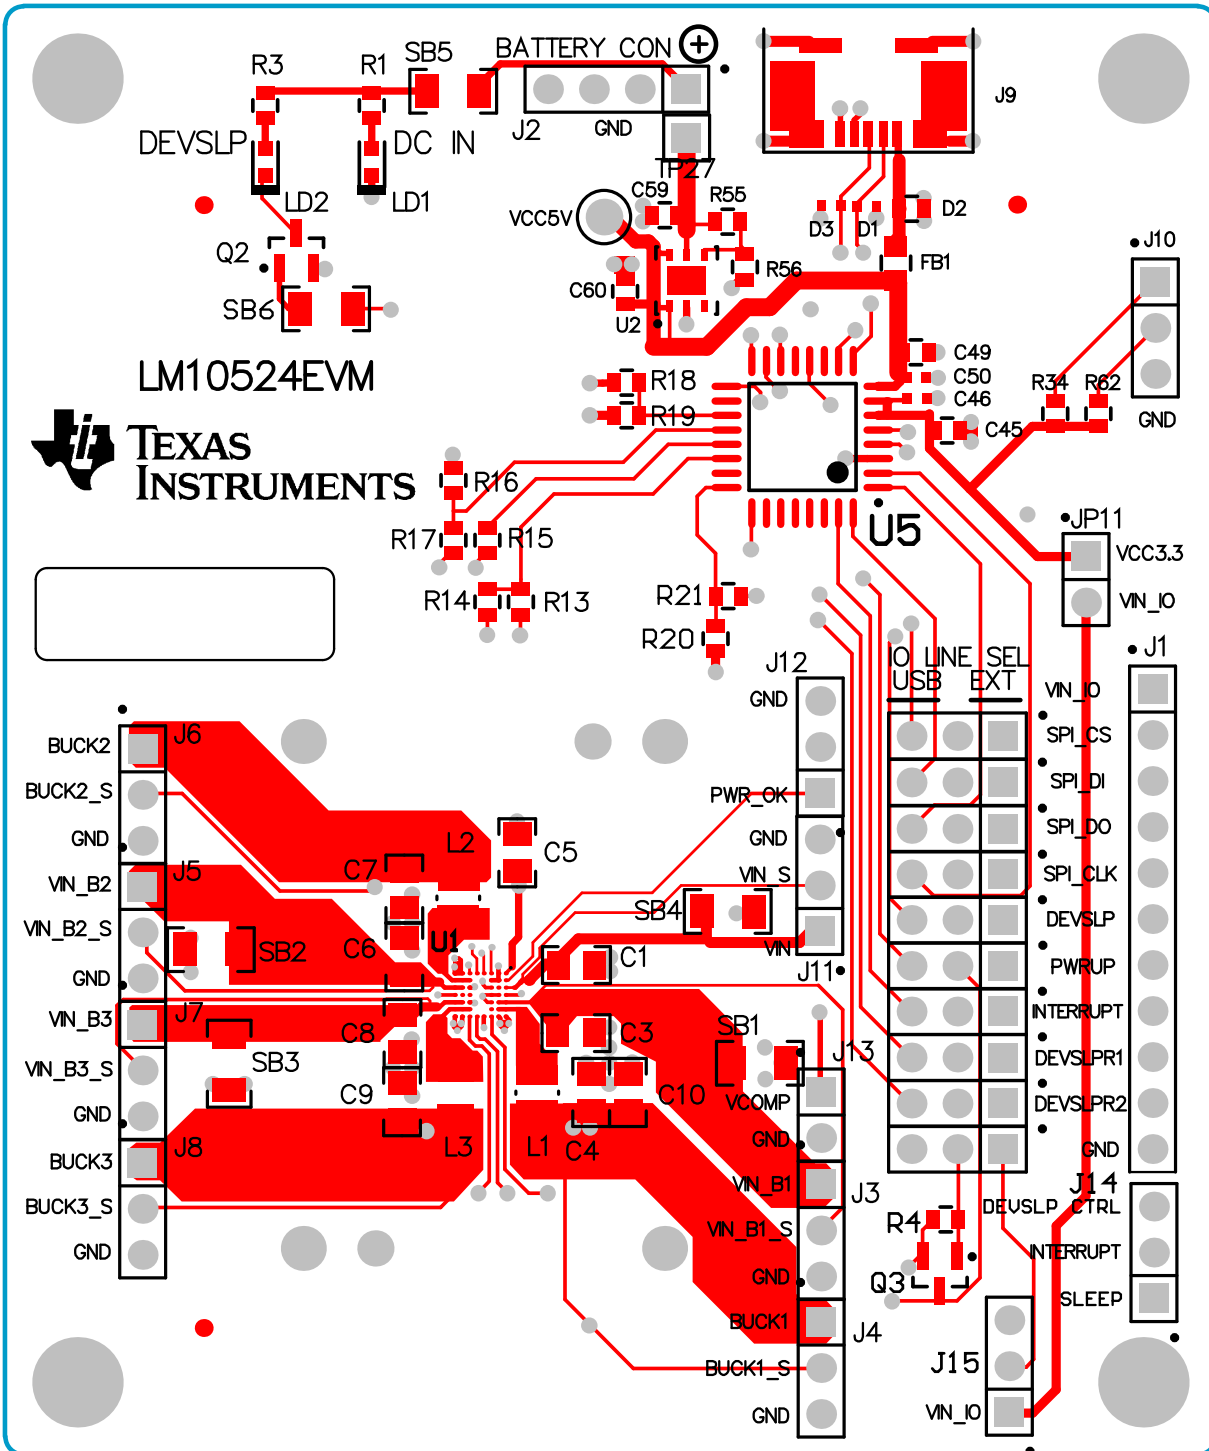 BATTERY CON
R3
R1
SB5
J9
J2
GND
DEVSLP
DC IN
TP27
C59
R55
LD2
LD1
VCC5V
D3
D1
D2
Q2
J10
R56
FB1
C60
SB6
U2
LM10524EVM
C49
R18
C50
R34
R62
C46
R19
GND
C45
TEXAS
INSTRUMENTS
R16
JP11
U5
R17
R15
VCC3.3
R14
R13
R21
VIN_IO
R20
IO LINE SEL
USB
EXT
J1
J12
VIN_IO
GND
J6
BUCK2
SPI_CS
BUCK2_S
PWR_OK
SPI_DI
GND
L2
C5
GND
SPI_DO
C7
J5
VIN_B2
VIN_S
SPI_CLK
SB4
VIN_B2_S
DEVSLP
SB2
C6
U1
C1
VIN
GND
J11
PWRUP
VIN_B3
J7
INTERRUPT
C8
C3
SB1
J13
SB3
VIN_B3_S
DEVSLPR1
C9
C10
VCOMP
DEVSLPR2
GND
L3
L1
C4
GND
GND
J8
BUCK3
VIN_B1
J3
J14
BUCK3_S
DEVSLP CTRL
R4
VIN_B1_S
GND
INTERRUPT
GND
Q3
SLEEP
BUCK1
J4
BUCK1_S
J15
GND
VIN_IO